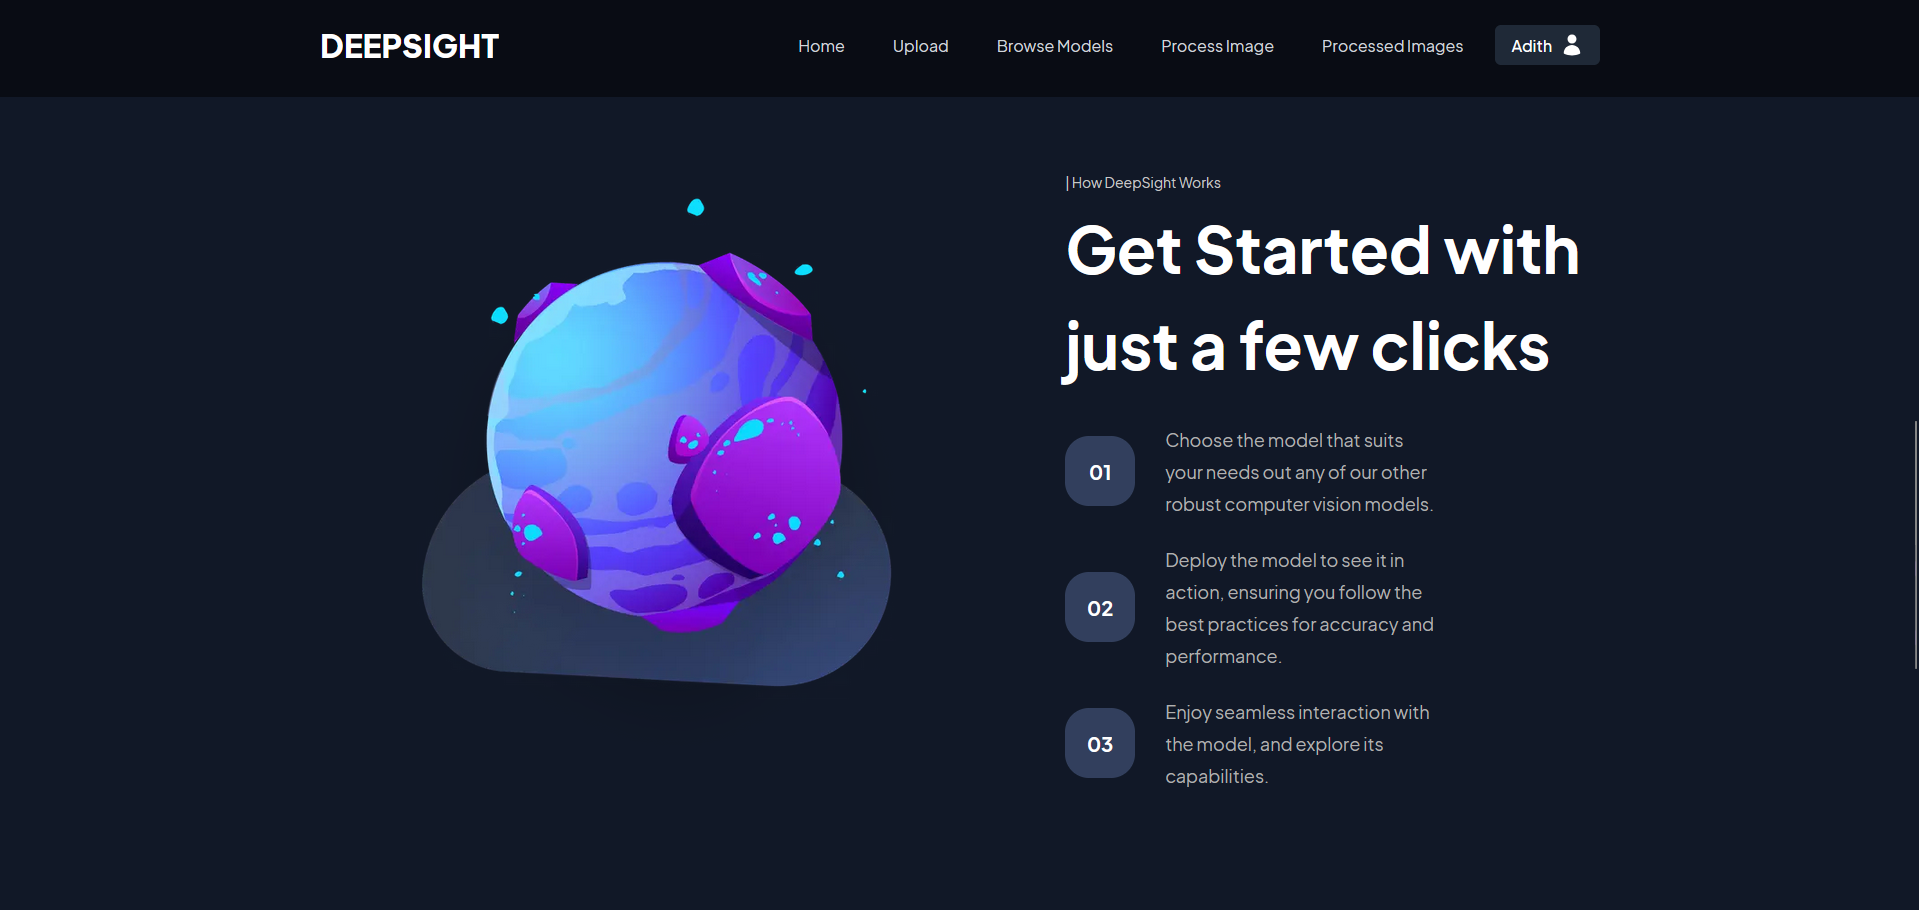 DEEPSIGHT
Home
Upload
Browse Models
Process Image
Processed Images
Adith
| How DeepSight Works
Get Started with
just a few clicks
01
Choose the model that suits
your needs out any of our other
robust computer vision models.
02
Deploy the model to see it in
action, ensuring you follow the
best practices for accuracy and
performance.
03
Enjoy seamless interaction with
the model, and explore its
capabilities.